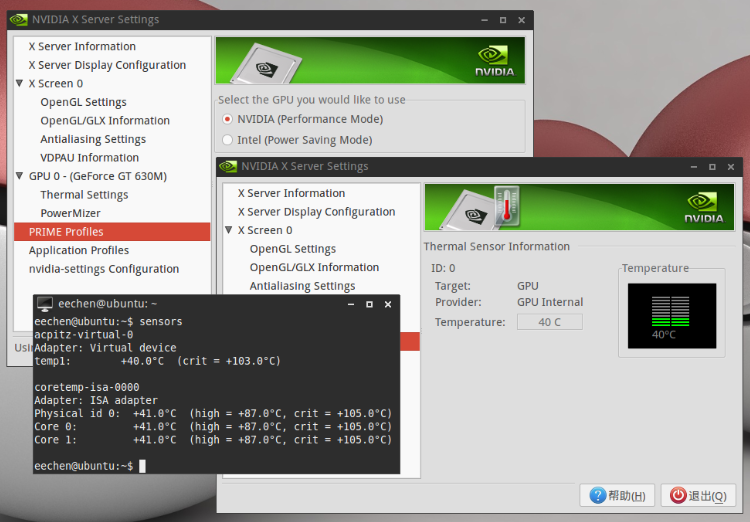 NVIDIA X Server Settings
X Server Information
X Server Display Configuration
X Screen 0
OpenGL Settings
OpenGL/GLX Information
Antialiasing Settings
VDPAU Information
GPU 0 - (GeForce GT 630M)
Thermal Settings
PowerMizer
PRIME Profiles
Application Profiles
nvidia-settings Configuration
NVIDIA
Select the GPU you would like to use
NVIDIA (Performance Mode)
Intel (Power Saving Mode)
NVIDIA X Server Settings
X Server Information
X Server Display Configuration
X Screen 0
OpenGL Settings
OpenGL/GLX Information
Antialiasing Settings
NVIDIA
Thermal Sensor Information
ID: 0
Target: GPU
Provider: GPU Internal
Temperature: 40 C
Temperature
40°C
帮助(H)
退出(Q)
eechen@ubuntu: ~
eechen@ubuntu:~$ sensors
acpitz-virtual-0
Adapter: Virtual device
temp1: +40.0°C (crit = +103.0°C)
coretemp-isa-0000
Adapter: ISA adapter
Physical id 0: +41.0°C (high = +87.0°C, crit = +105.0°C)
Core 0: +41.0°C (high = +87.0°C, crit = +105.0°C)
Core 1: +41.0°C (high = +87.0°C, crit = +105.0°C)
eechen@ubuntu:~$